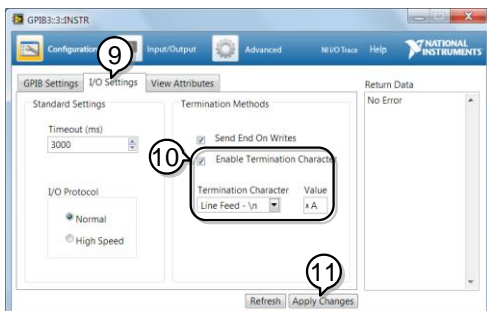 GPIB3::3::INSTR
Configuration Input/Output Advanced NI I/O Trace Help NATIONAL INSTRUMENTS
9
GPIB Settings I/O Settings View Attributes
Return Data
Standard Settings Termination Methods
No Error
Timeout (ms)
3000
Send End On Writes
10
Enable Termination Character
Termination Character Value
Line Feed - \n x A
I/O Protocol
Normal
High Speed
11
Refresh Apply Changes